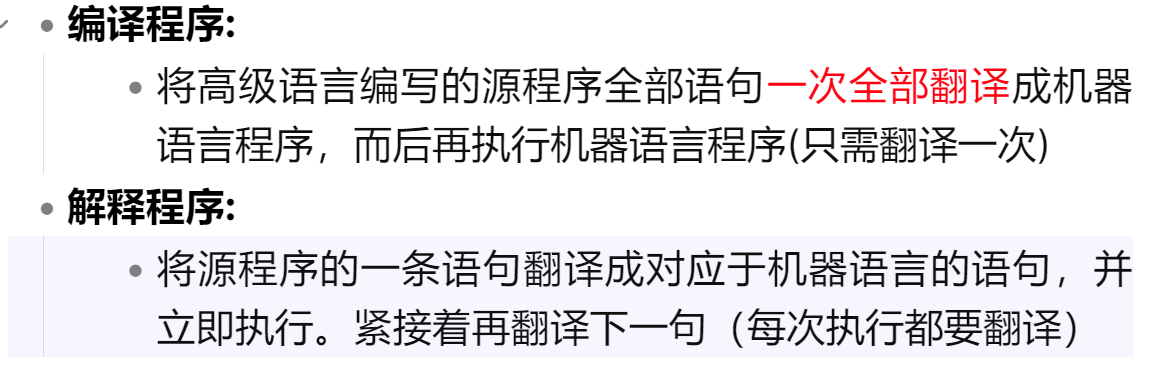 编译程序:
将高级语言编写的源程序全部语句一次全部翻译成机器
语言程序，而后再执行机器语言程序(只需翻译一次)
解释程序:
将源程序的一条语句翻译成对应于机器语言的语句，并
立即执行。紧接着再翻译下一句（每次执行都要翻译）